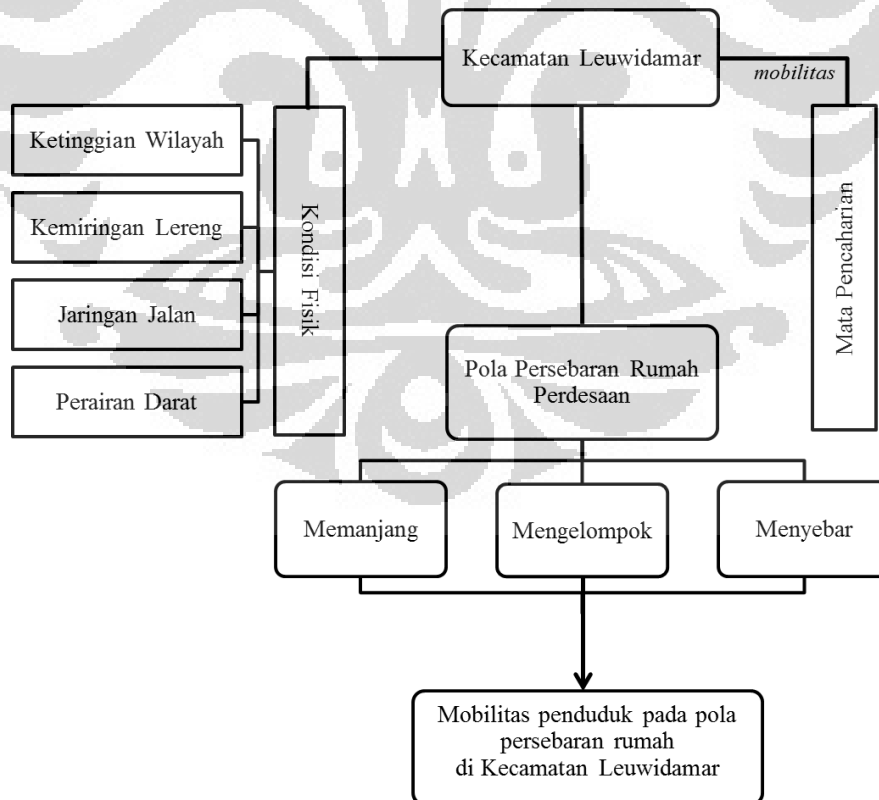 Kecamatan Leuwidamar
mobilitas
Ketinggian Wilayah
Kemiringan Lereng
Jaringan Jalan
Perairan Darat
Kondisi Fisik
Mata Pencaharian
Pola Persebaran Rumah
Perdesaan
Memanjang
Mengelompok
Menyebar
Mobilitas penduduk pada pola
persebaran rumah
di Kecamatan Leuwidamar